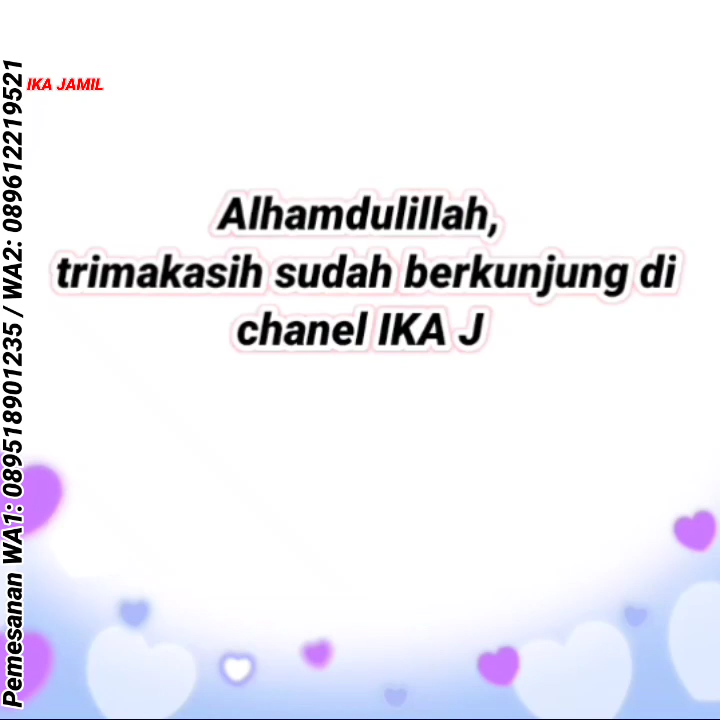 IKA JAMIL
Alhamdulillah,
trimakasih sudah berkunjung di
chanel IKA J
Pemesanan WA1: 089518901235 / WA2: 089612219521